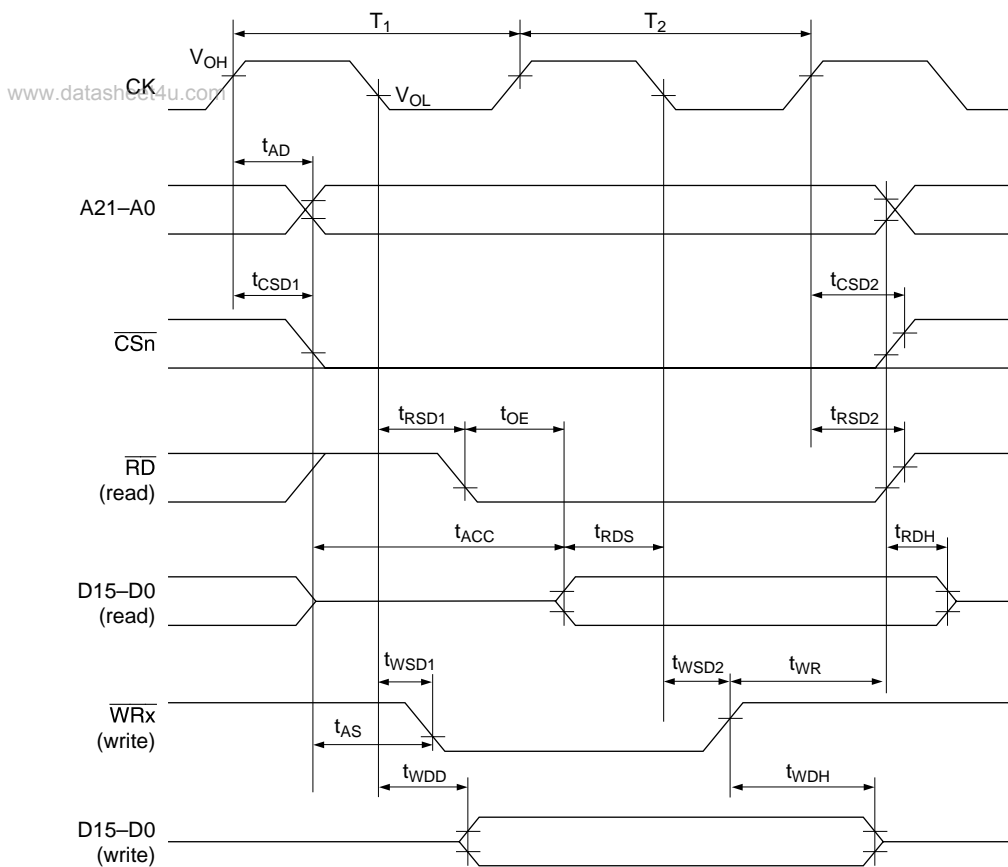 T1 T2
VOH
CK
www.datasheet4u.com
VOL
tAD
A21–A0
tCSD1 tCSD2
CSn
tRSD1 tOE tRSD2
RD
(read)
tACC tRDS tRDH
D15–D0
(read)
tWSD1 tWSD2 tWR
WRx
(write)
tAS
tWDD tWDH
D15–D0
(write)